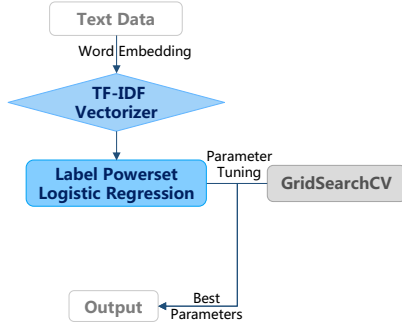 Text Data
Word Embedding
TF-IDF
Vectorizer
Label Powerset
Logistic Regression
Parameter
Tuning
GridSearchCV
Output
Best
Parameters